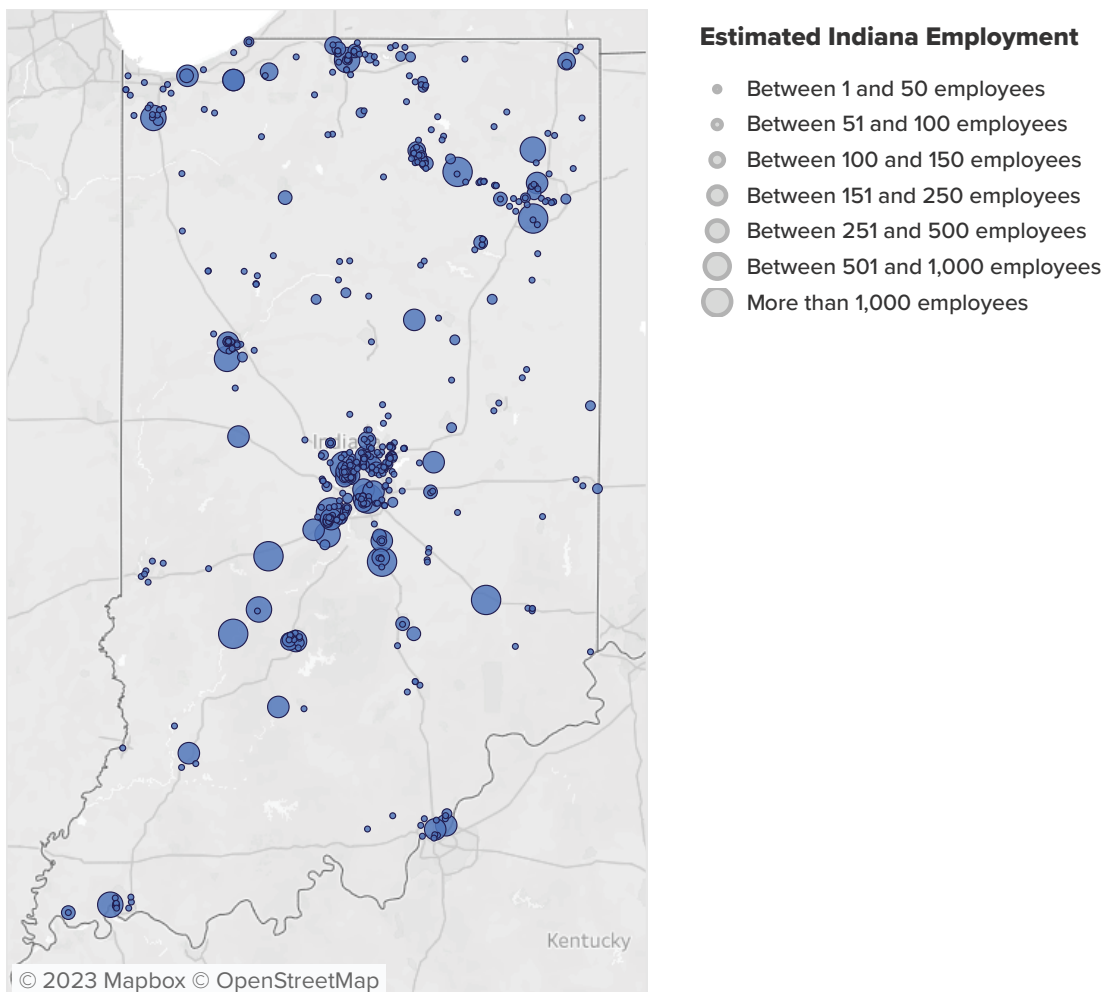 Estimated Indiana Employment
Between 1 and 50 employees
Between 51 and 100 employees
Between 100 and 150 employees
Between 151 and 250 employees
Between 251 and 500 employees
Between 501 and 1,000 employees
More than 1,000 employees
Kentucky
© 2023 Mapbox © OpenStreetMap